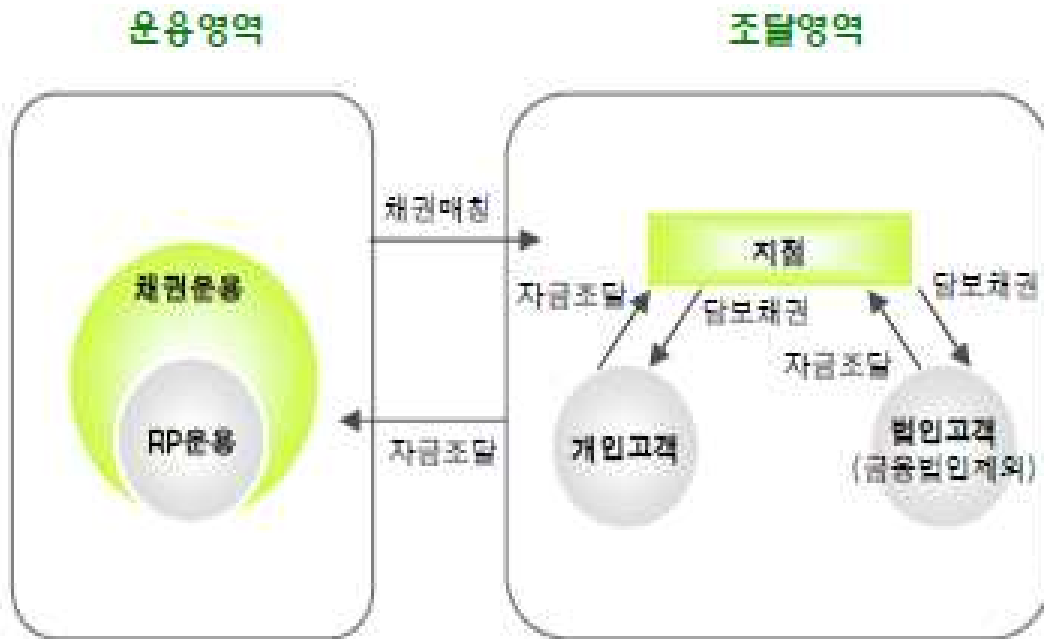 운용영역
조달영역
채권매칭
채권운용
RP운용
자금조달
지점
자금조달
담보채권
담보채권
자금조달
개인고객
법인고객
(금융법인제외)